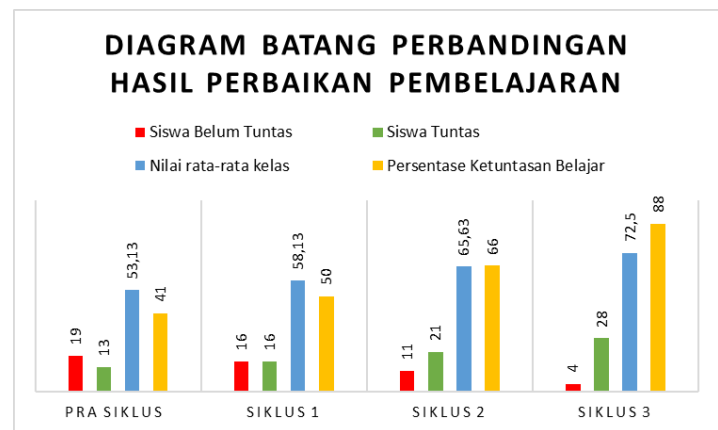 DIAGRAM BATANG PERBANDINGAN
HASIL PERBAIKAN PEMBELAJARAN
Siswa Belum Tuntas
Siswa Tuntas
Nilai rata-rata kelas
Persentase Ketuntasan Belajar
19
13
53,13
41
16
16
58,13
50
11
21
65,63
66
4
28
72,5
88
PRA SIKLUS
SIKLUS 1
SIKLUS 2
SIKLUS 3